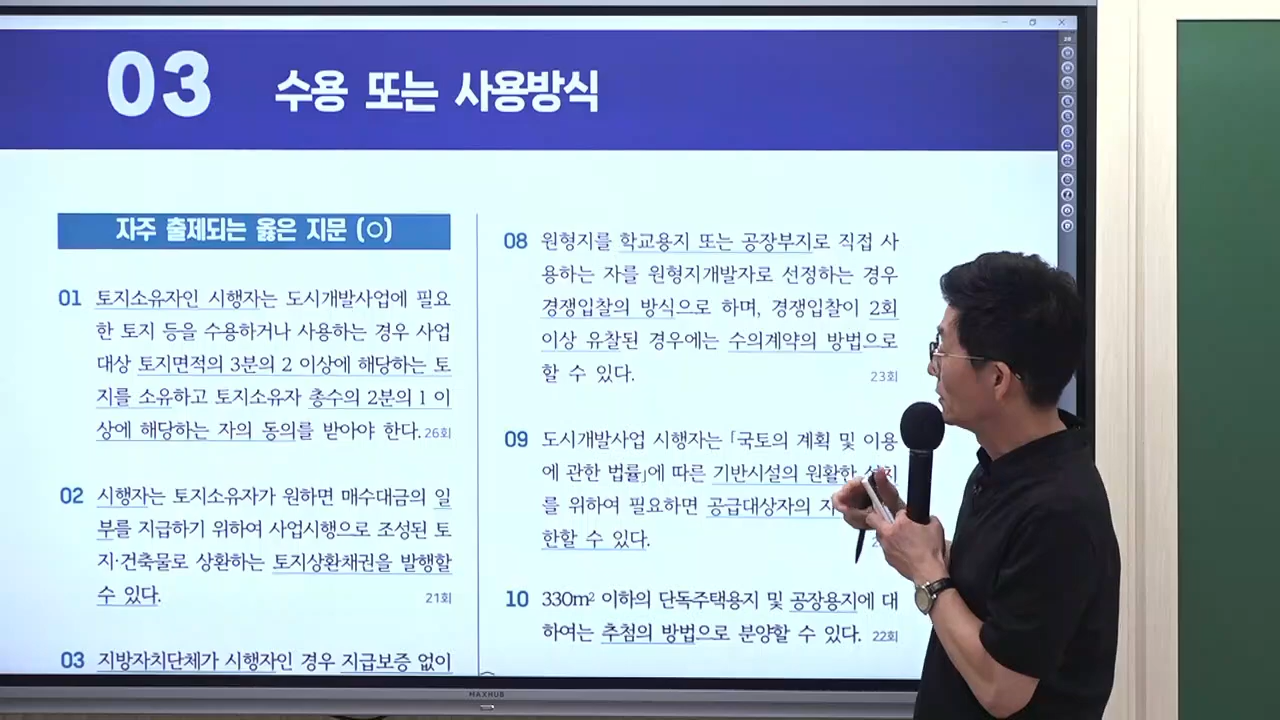 03 수용 또는 사용방식
자주 출제되는 옳은 지문 (○)
01 토지소유자인 시행자는 도시개발사업에 필요
한 토지 등을 수용하거나 사용하는 경우 사업
대상 토지면적의 3분의 2 이상에 해당하는 토
지를 소유하고 토지소유자 총수의 2분의 1 이
상에 해당하는 자의 동의를 받아야 한다. 26회
02 시행자는 토지소유자가 원하면 매수대금의 일
부를 지급하기 위하여 사업시행으로 조성된 토
지·건축물로 상환하는 토지상환채권을 발행할
수 있다. 21회
03 지방자치단체가 시행자인 경우 지급보증 없이
08 원형지를 학교용지 또는 공장부지로 직접 사
용하는 자를 원형지개발자로 선정하는 경우
경쟁입찰의 방식으로 하며, 경쟁입찰이 2회
이상 유찰된 경우에는 수의계약의 방법으로
할 수 있다. 23회
09 도시개발사업 시행자는 「국토의 계획 및 이용
에 관한 법률」에 따른 기반시설의 원활한 설치
를 위하여 필요하면 공급대상자의 자
한할 수 있다.
10 330m² 이하의 단독주택용지 및 공장용지에 대
하여는 추첨의 방법으로 분양할 수 있다. 22회
MAXHUB